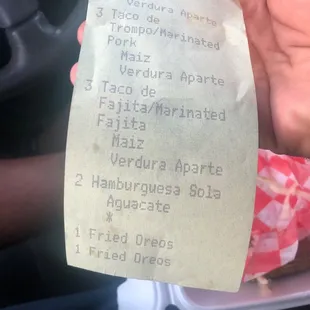 Verdura Aparte
3 Taco de
Trompo/Marinated
Pork
Maiz
Verdura Aparte
3 Taco de
Fajita/Marinated
Fajita
Maiz
Verdura Aparte
2 Hamburguesa Sola
Aguacate
*
1 Fried Oreos
1 Fried Oreos